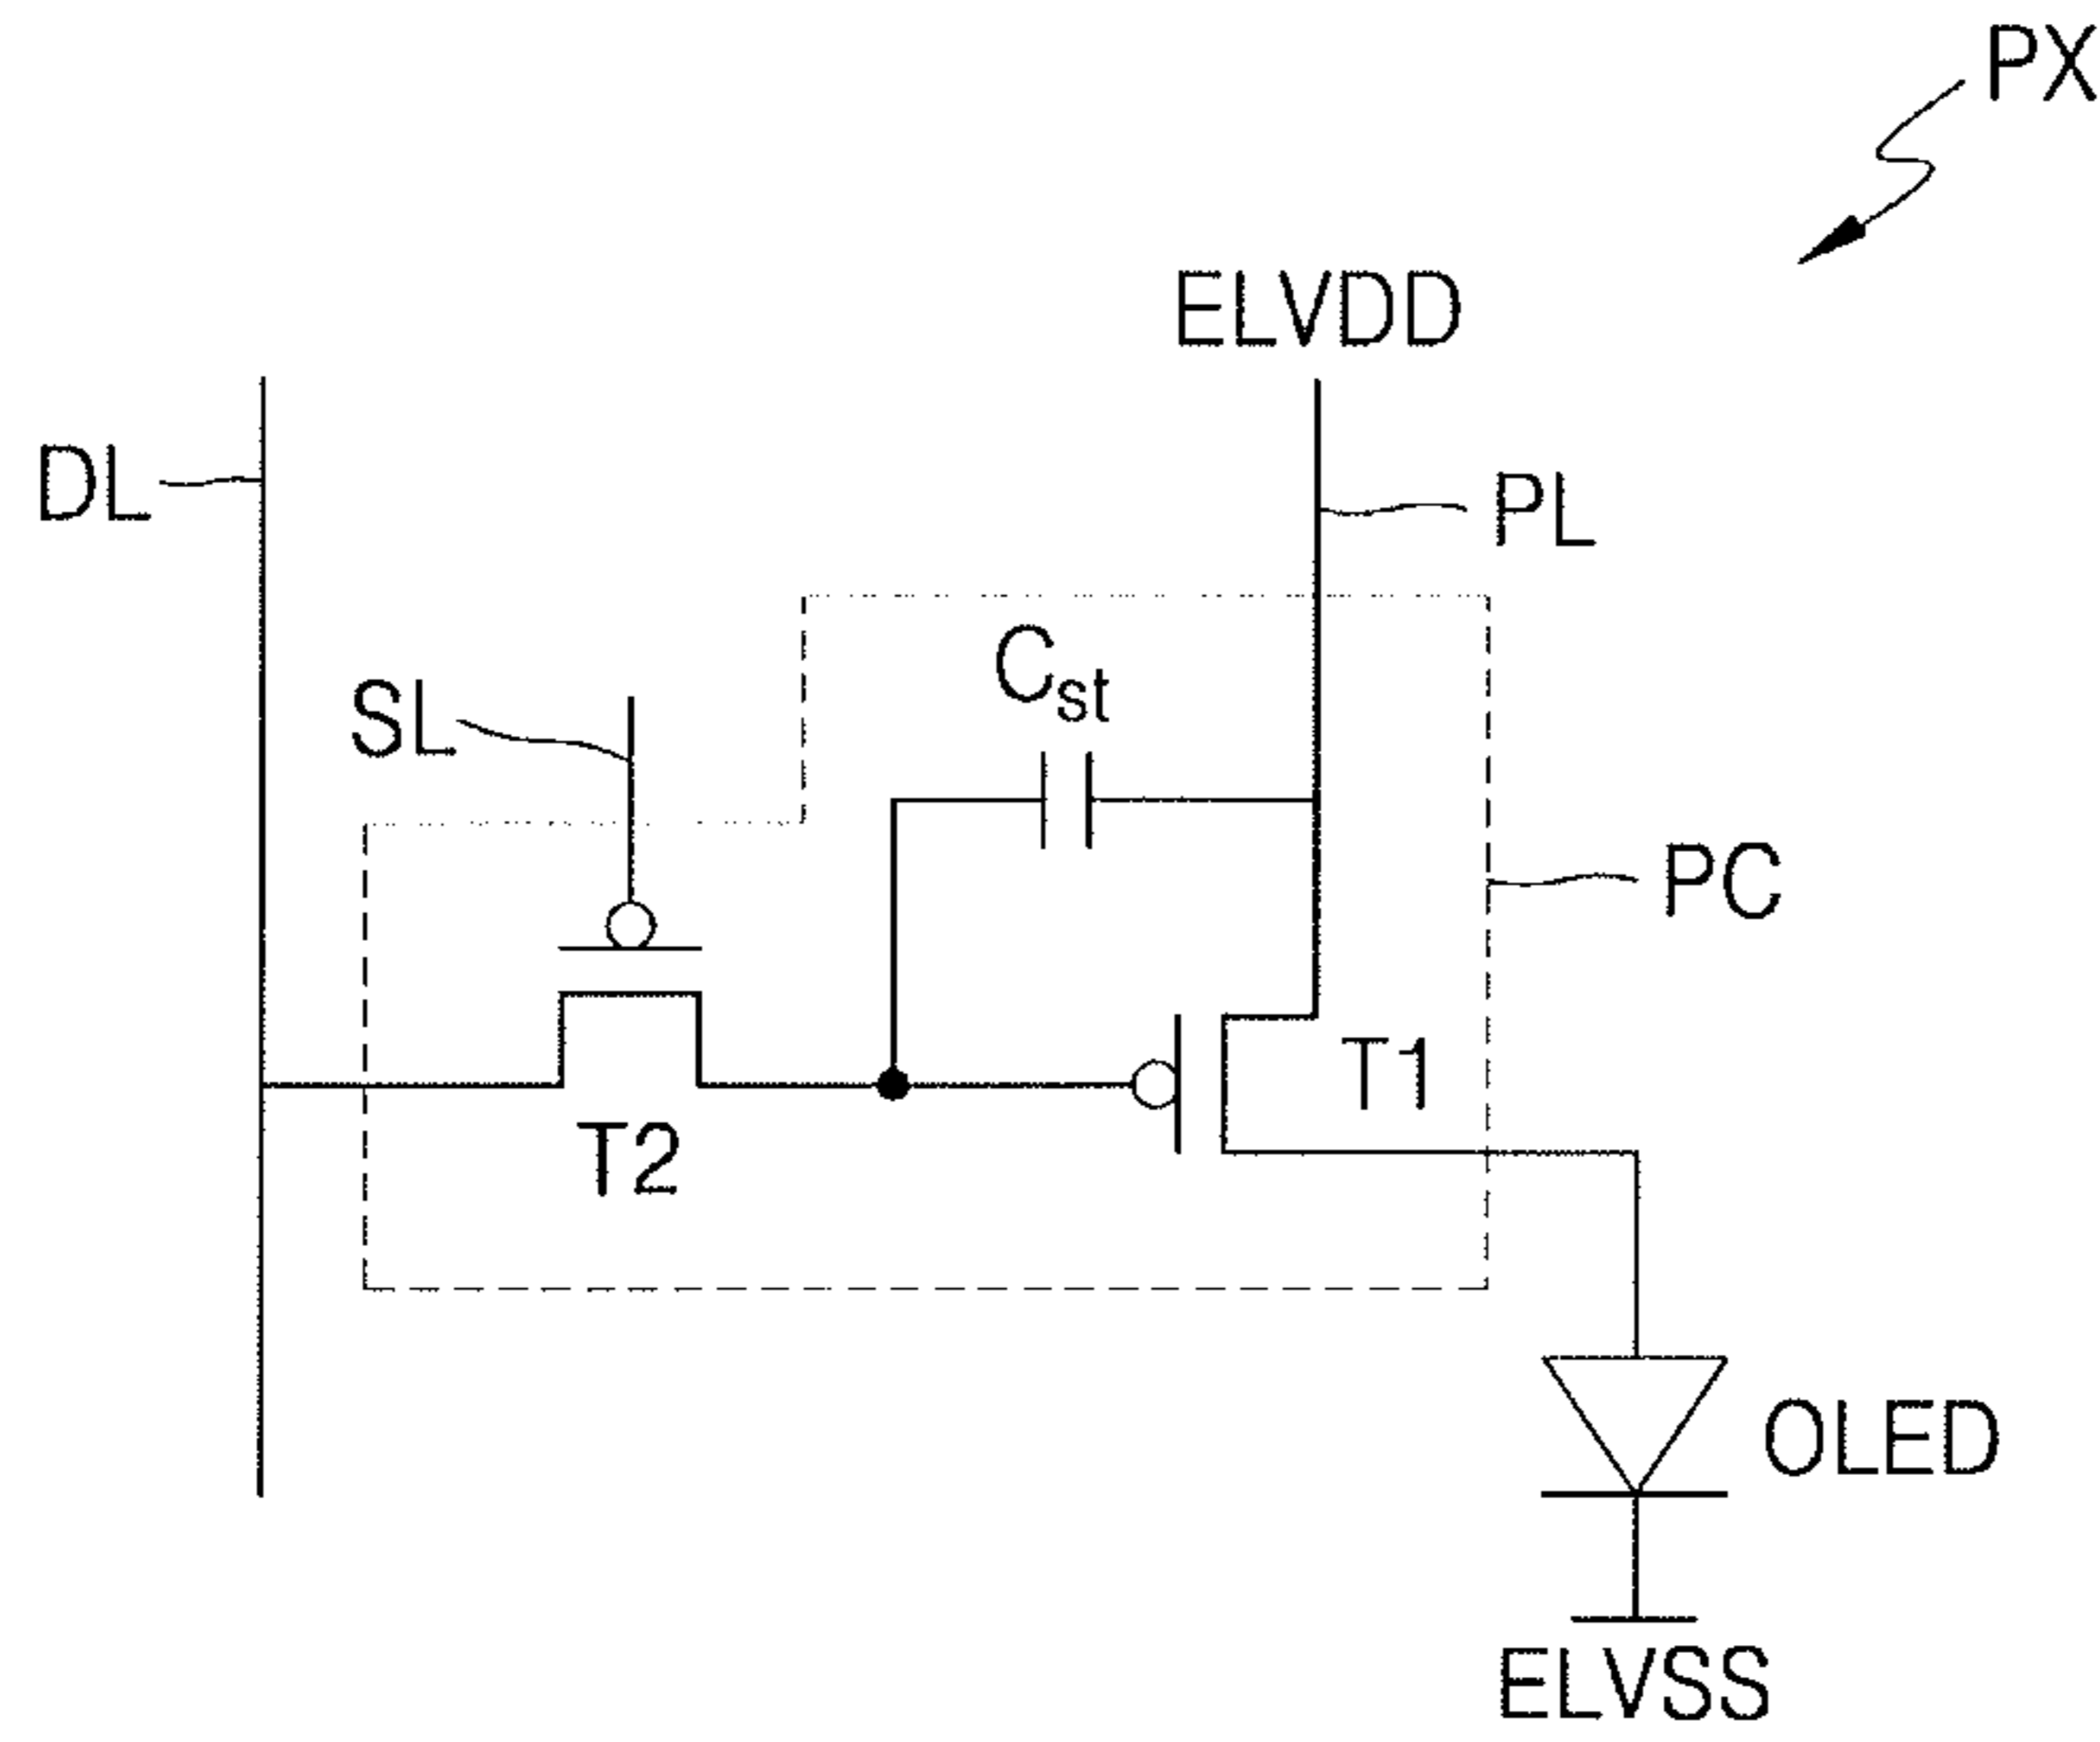 PX
ELVDD
DL
PL
SL
Cst
PC
T1
T2
OLED
ELVSS